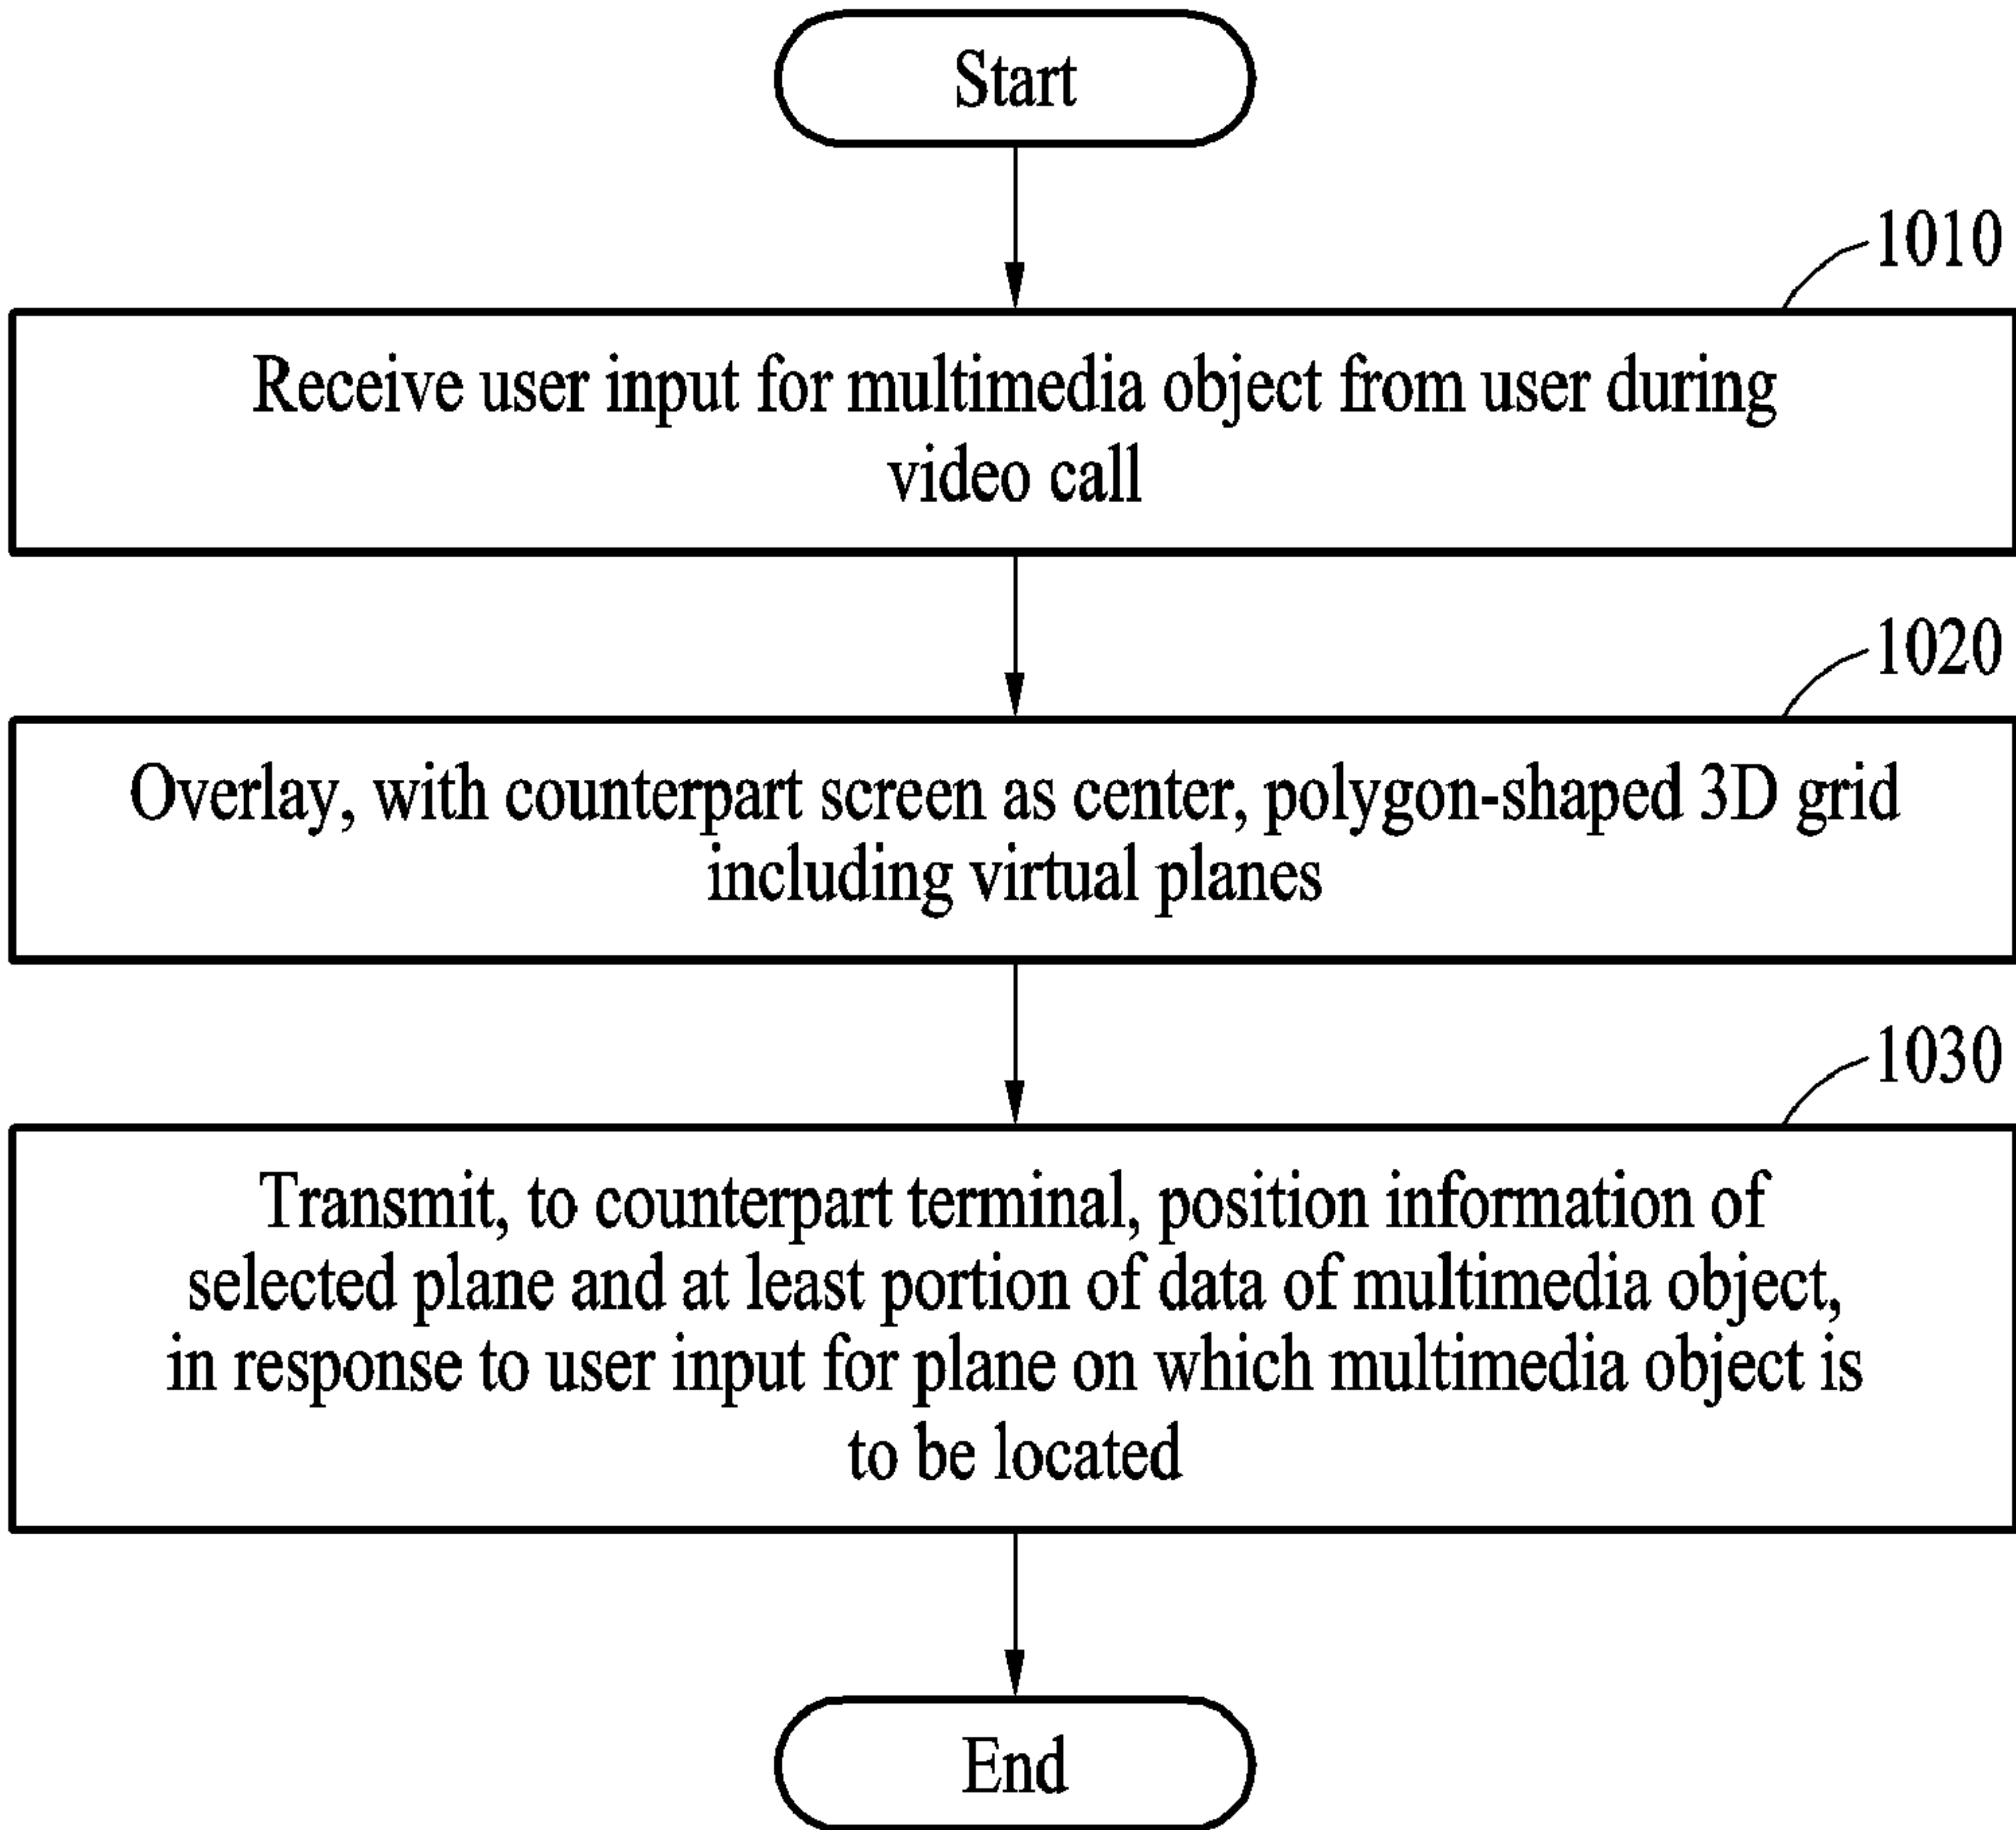 Start
1010
Receive user input for multimedia object from user during
video call
1020
Overlay, with counterpart screen as center, polygon-shaped 3D grid
including virtual planes
1030
Transmit, to counterpart terminal, position information of
selected plane and at least portion of data of multimedia object,
in response to user input for plane on which multimedia object is
to be located
End